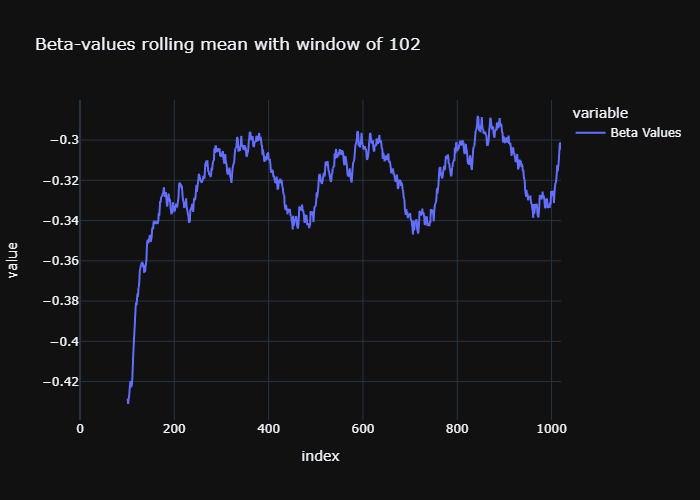 Beta-values rolling mean with window of 102
variable
Beta Values
value
−0.3
−0.32
−0.34
−0.36
−0.38
−0.4
−0.42
0
200
400
600
800
1000
index